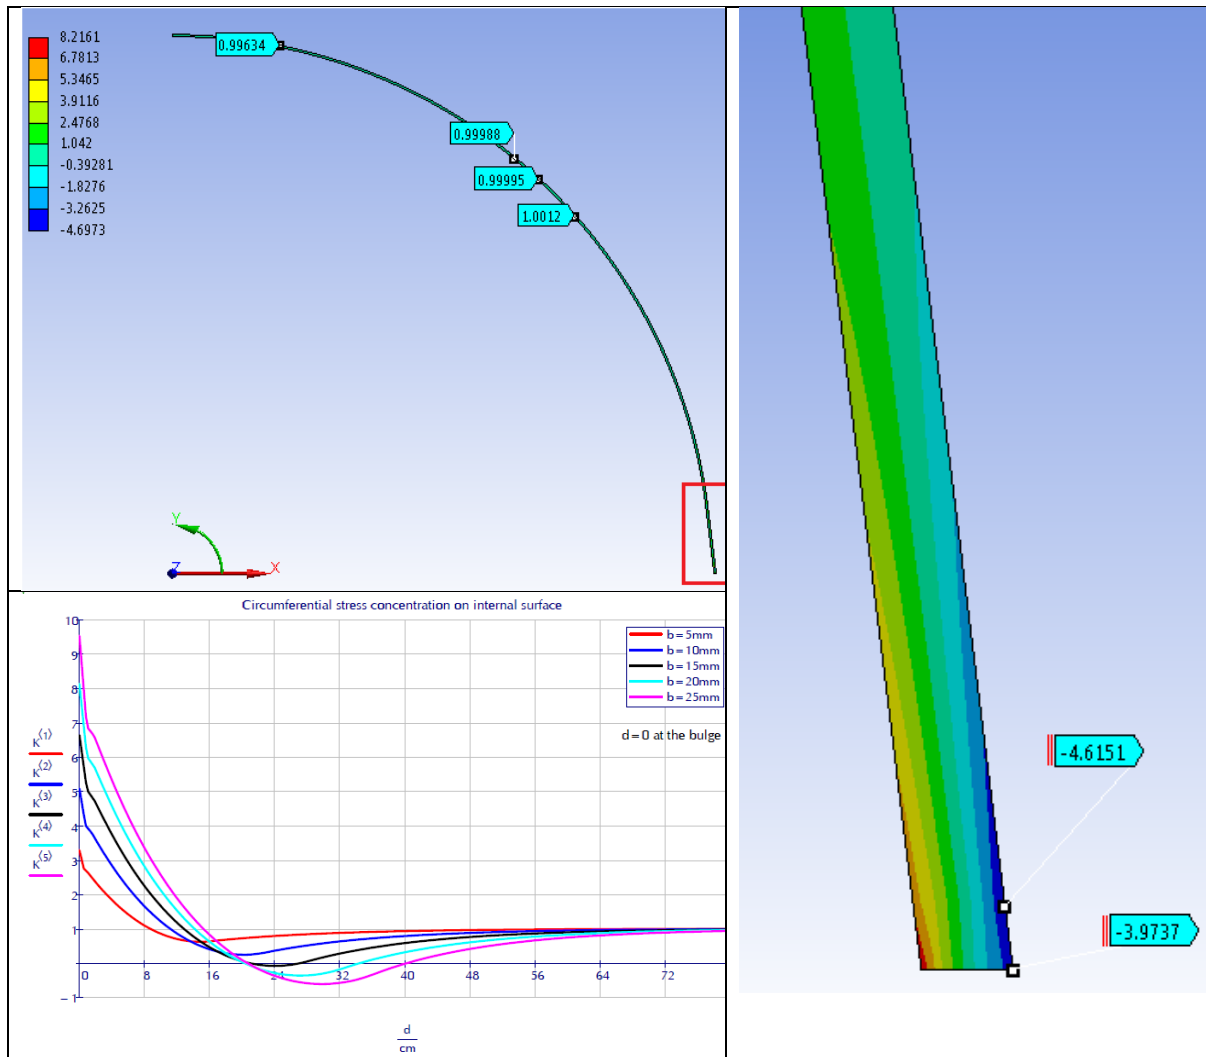 8.2161
6.7813
5.3465
3.9116
2.4768
1.042
-0.39281
-1.8276
-3.2625
-4.6973
0.99634
0.99988
0.99995
1.0012
Y
Z
X
-4.6151
-3.9737
Circumferential stress concentration on internal surface
10
9
8
7
6
5
4
3
2
1
-1
K⟨1⟩
K⟨2⟩
K⟨3⟩
K⟨4⟩
K⟨5⟩
b=5mm
b=10mm
b=15mm
b=20mm
b=25mm
d=0 at the bulge
0 8 16 24 32 40 48 56 64 72
d
cm